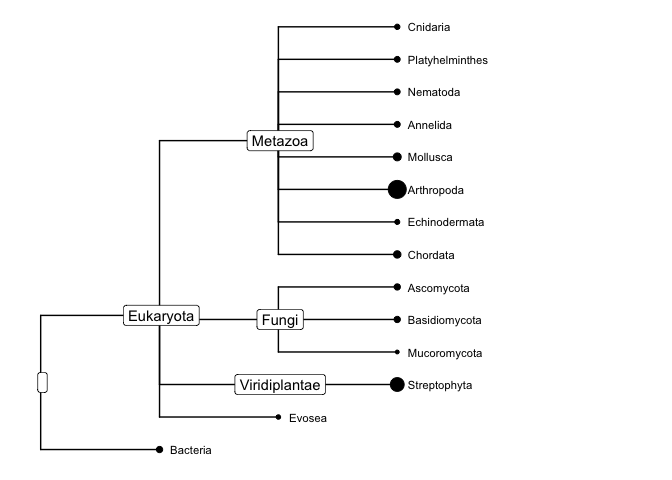 Cnidaria
Platyhelminthes
Nematoda
Annelida
Metazoa
Mollusca
Arthropoda
Echinodermata
Chordata
Ascomycota
Eukaryota
Fungi
Basidiomycota
Mucoromycota
Viridiplantae
Streptophyta
Evosea
Bacteria